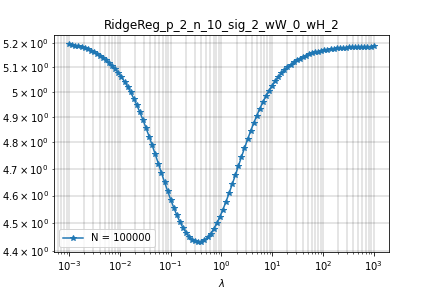 RidgeReg_p_2_n_10_sig_2_wW_0_wH_2
5.2 × 10⁰
5.1 × 10⁰
5 × 10⁰
4.9 × 10⁰
4.8 × 10⁰
4.7 × 10⁰
4.6 × 10⁰
4.5 × 10⁰
4.4 × 10⁰
N = 100000
10⁻³ 10⁻² 10⁻¹ 10⁰ 10¹ 10² 10³
λ